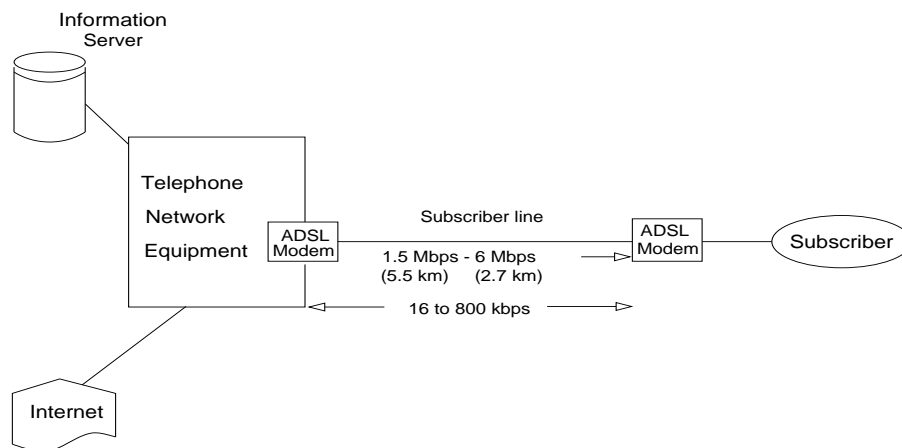 Information
Server
Telephone
Network
Equipment
ADSL
Modem
Subscriber line
1.5 Mbps - 6 Mbps
(5.5 km) (2.7 km)
16 to 800 kbps
ADSL
Modem
Subscriber
Internet